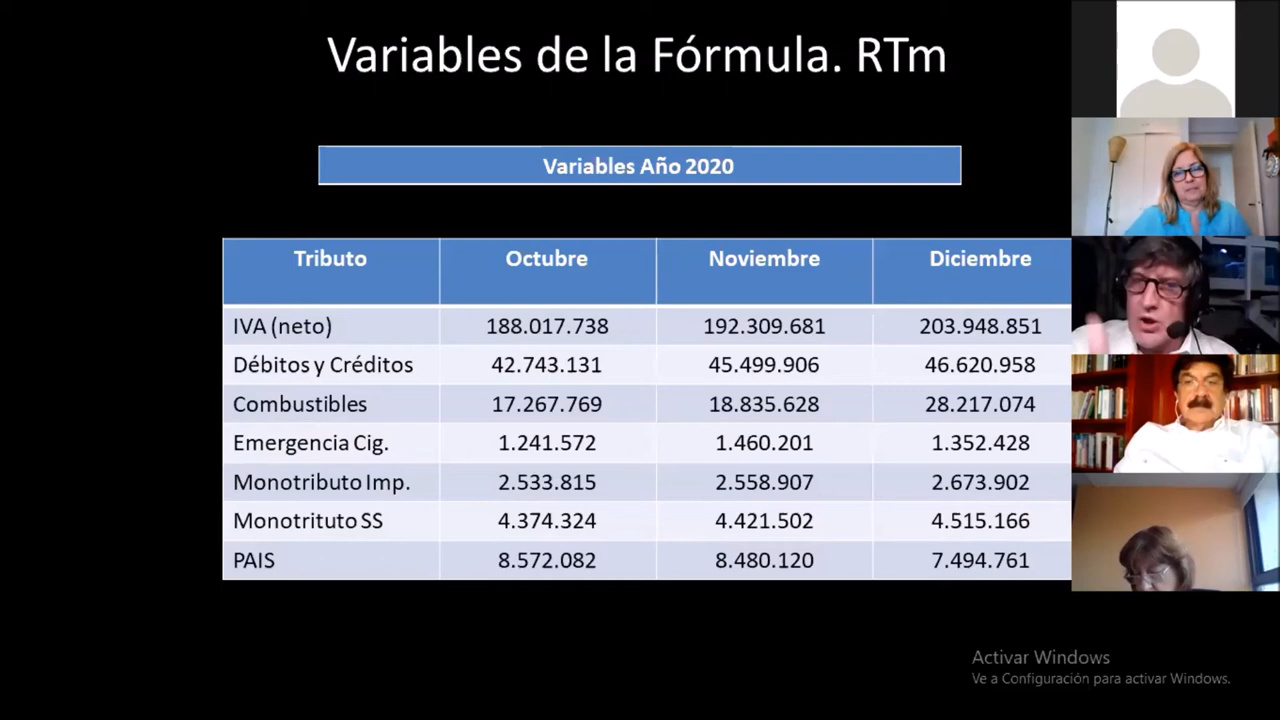 Variables de la Fórmula. RTm
Variables Año 2020
Tributo Octubre Noviembre Diciembre
IVA (neto) 188.017.738 192.309.681 203.948.851
Débitos y Créditos 42.743.131 45.499.906 46.620.958
Combustibles 17.267.769 18.835.628 28.217.074
Emergencia Cig. 1.241.572 1.460.201 1.352.428
Monotributo Imp. 2.533.815 2.558.907 2.673.902
Monotrituto SS 4.374.324 4.421.502 4.515.166
PAIS 8.572.082 8.480.120 7.494.761
Activar Windows
Ve a Configuración para activar Windows.